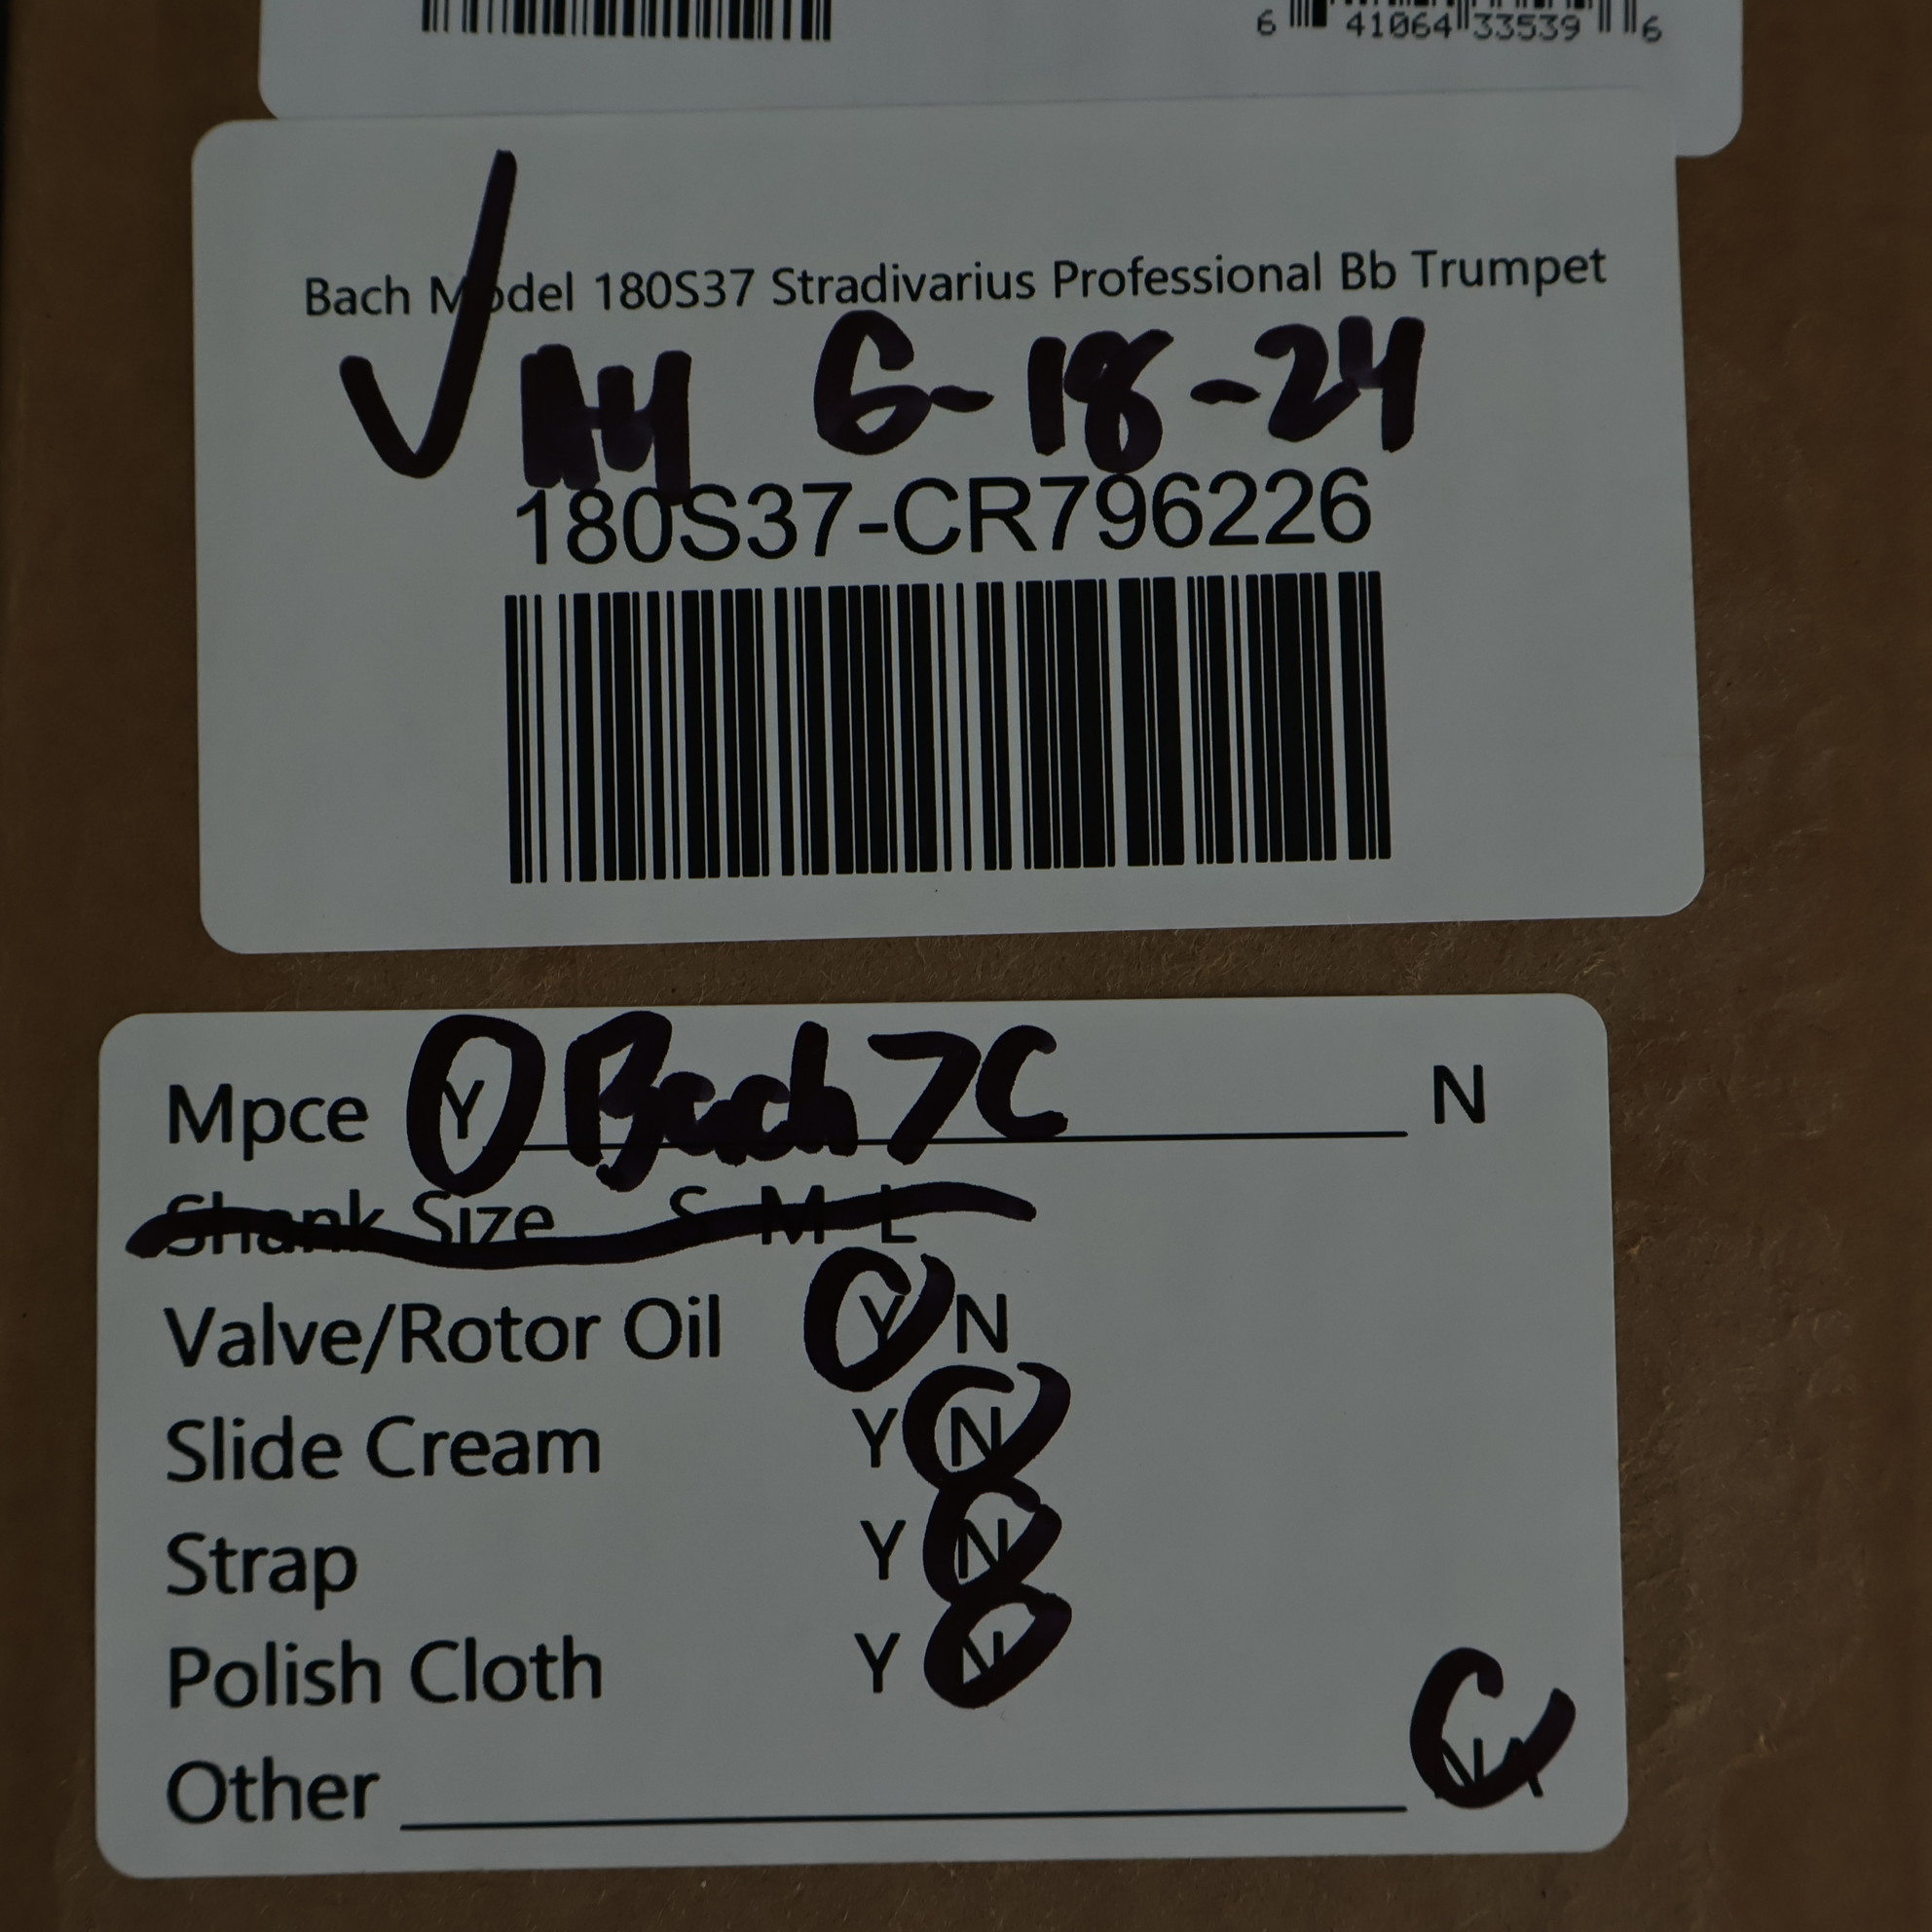 6 41064 33539 6
Bach Model 180S37 Stradivarius Professional Bb Trumpet
6-18-24
180S37-CR796226
Mpce Y Bach 7C N
Shank Size S M L
Valve/Rotor Oil Y N
Slide Cream Y N
Strap Y N
Polish Cloth Y N
Other NA